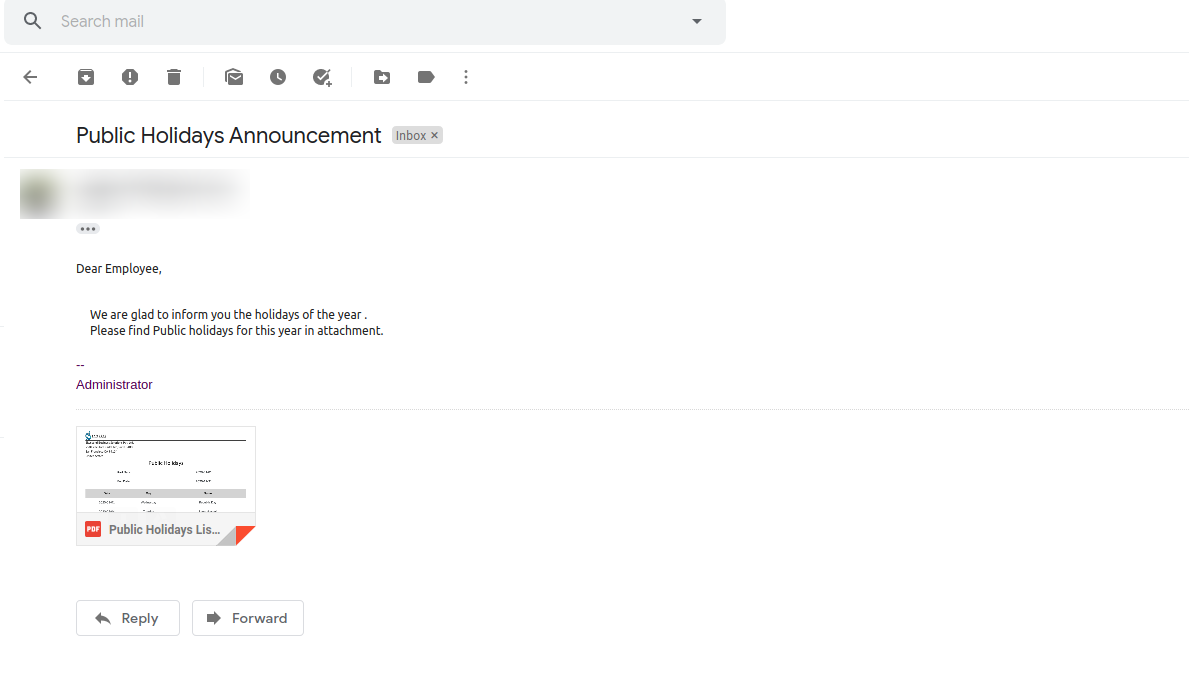 Search mail
Public Holidays Announcement Inbox ×
Dear Employee,
We are glad to inform you the holidays of the year .
Please find Public holidays for this year in attachment.
--
Administrator
Public Holidays
PDF Public Holidays Lis...
Reply Forward